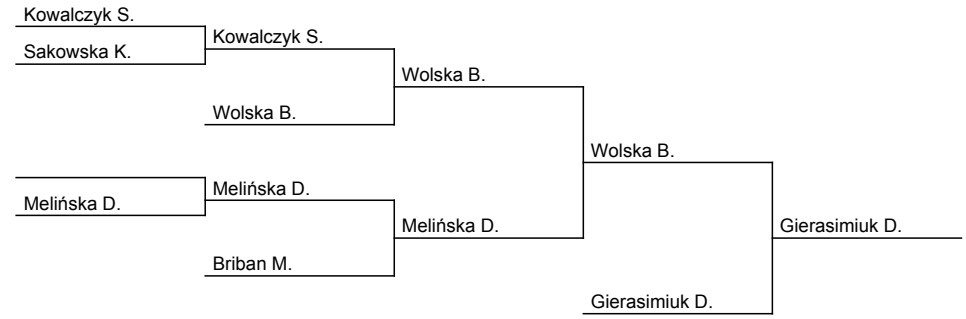 Kowalczyk S.
Sakowska K.
Kowalczyk S.
Wolska B.
Wolska B.
Wolska B.
Melińska D.
Melińska D.
Melińska D.
Briban M.
Gierasimiuk D.
Gierasimiuk D.